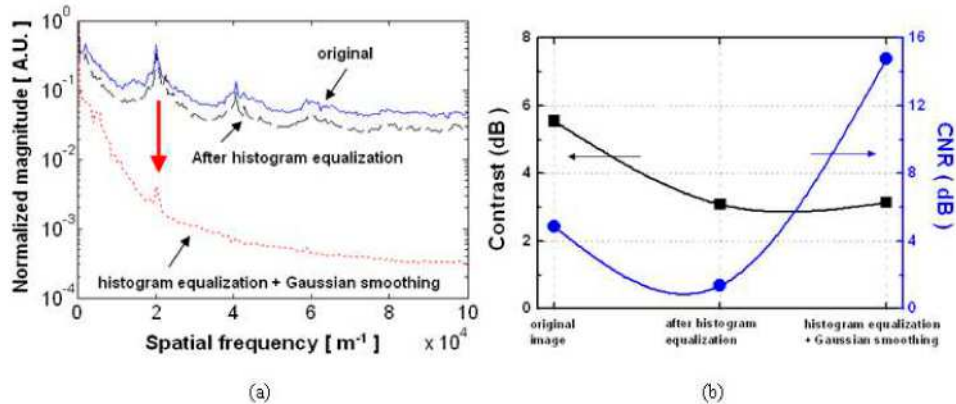 Normalized magnitude [ A.U. ]
10^0
10^-1
10^-2
10^-3
10^-4
original
After histogram equalization
histogram equalization + Gaussian smoothing
0
2
4
6
8
10
× 10^4
Spatial frequency [ m^-1 ]
(a)
Contrast (dB)
8
6
4
2
0
16
12
8
4
0
CNR ( dB )
original
image
after histogram
equalization
histogram equalization
+ Gaussian smoothing
(b)